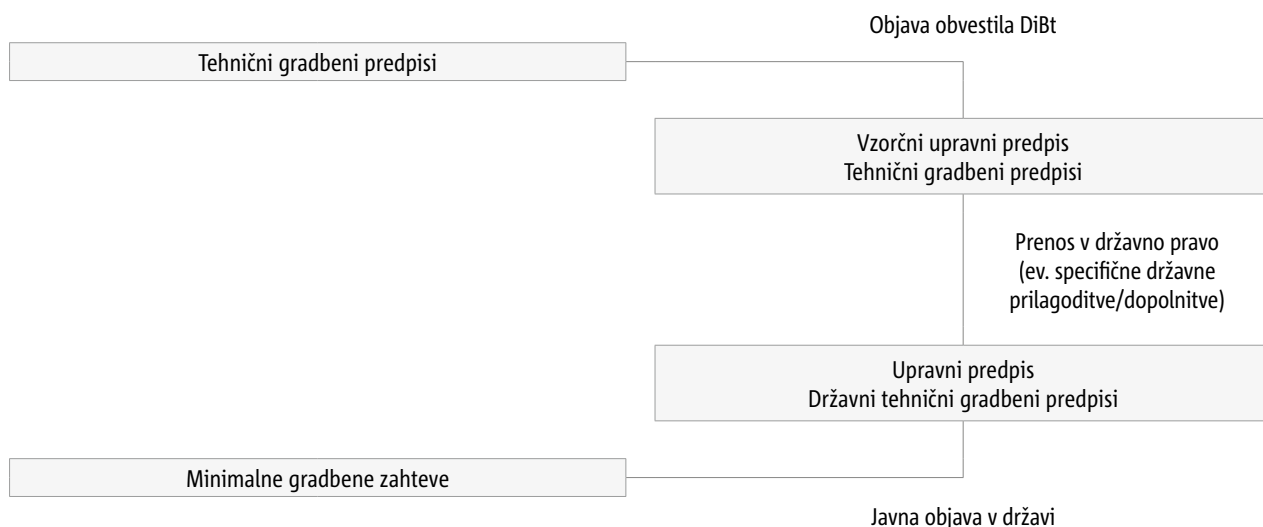 Objava obvestila DiBt
Tehnični gradbeni predpisi
Vzorčni upravni predpis
Tehnični gradbeni predpisi
Prenos v državno pravo
(ev. specifične državne
prilagoditve/dopolnitve)
Upravni predpis
Državni tehnični gradbeni predpisi
Minimalne gradbene zahteve
Javna objava v državi